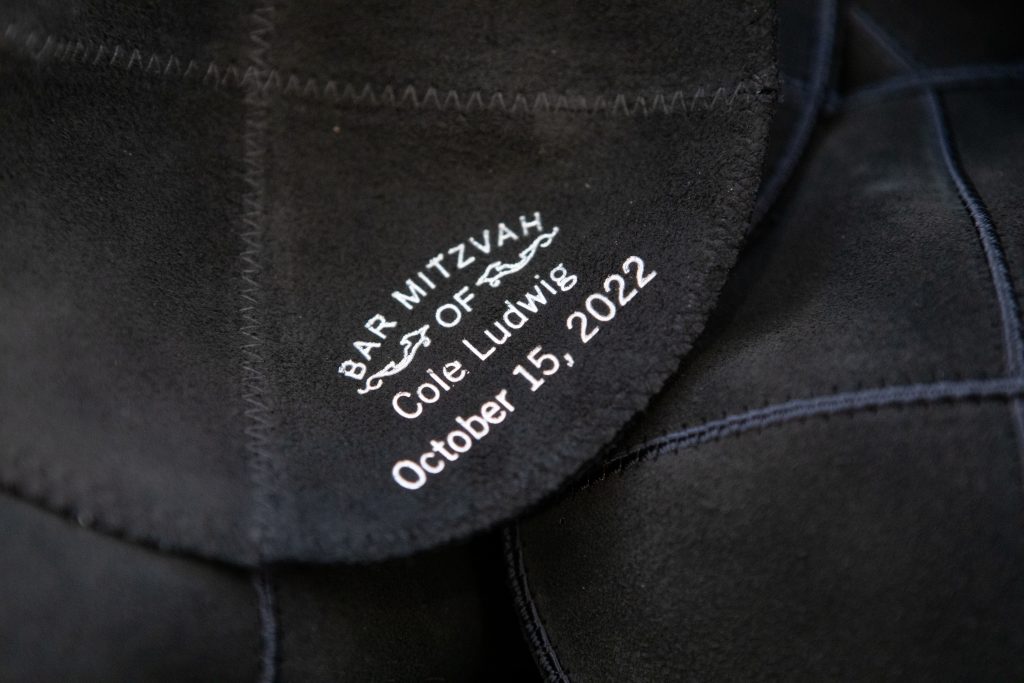 BAR MITZVAH
OF
Cole Ludwig
October 15, 2022